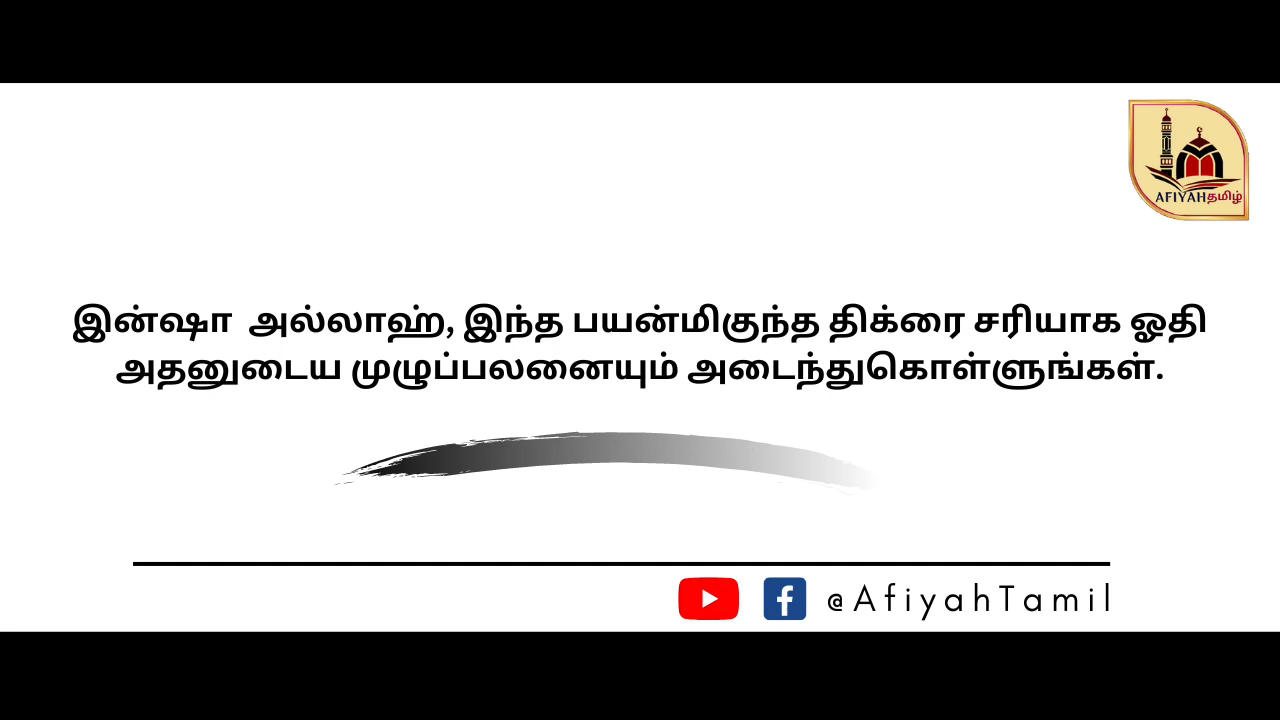 AFIYAHதமிழ்
இன்ஷா அல்லாஹ், இந்த பயன்மிகுந்த திக்ரை சரியாக ஓதி
அதனுடைய முழுப்பலனையும் அடைந்துகொள்ளுங்கள்.
@AfiyahTamil